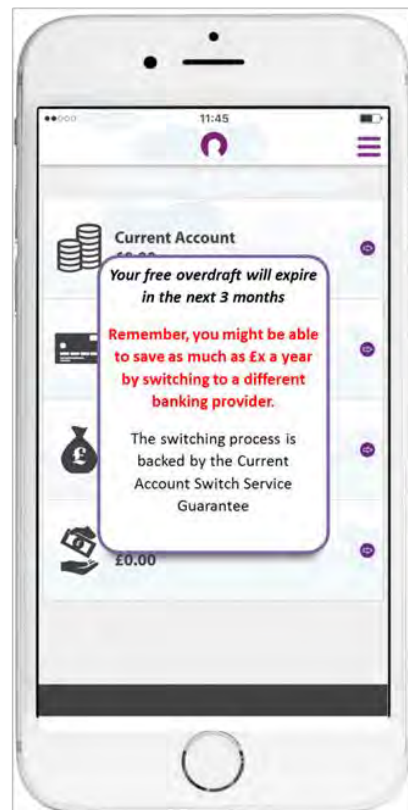 11:45
Current Account
Your free overdraft will expire
in the next 3 months
Remember, you might be able
to save as much as £x a year
by switching to a different
banking provider.
The switching process is
backed by the Current
Account Switch Service
Guarantee
£
£0.00